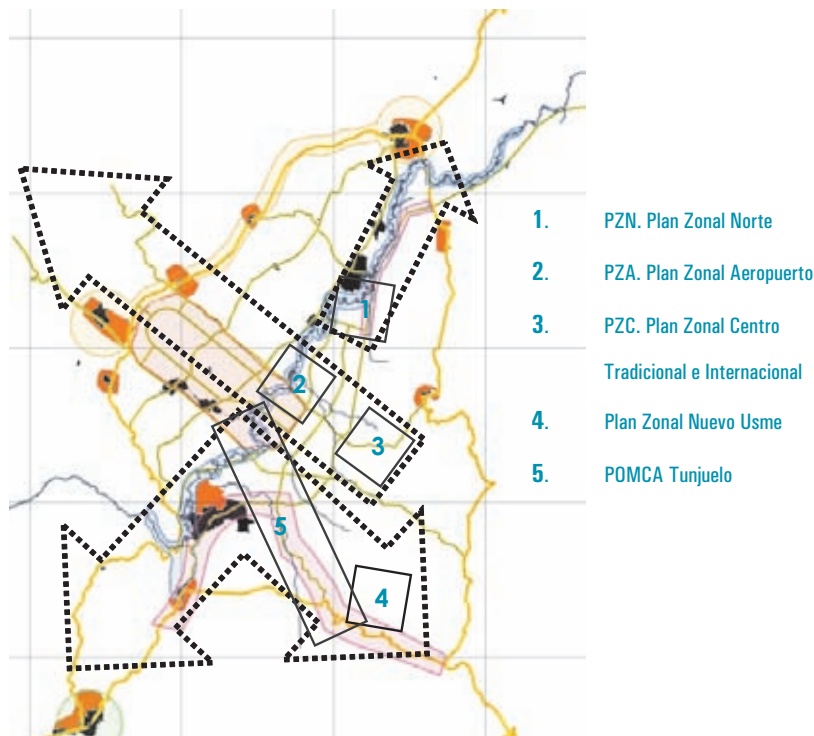 1
2
3
5
4
1. PZN. Plan Zonal Norte
2. PZA. Plan Zonal Aeropuerto
3. PZC. Plan Zonal Centro
Tradicional e Internacional
4. Plan Zonal Nuevo Usme
5. POMCA Tunjuelo